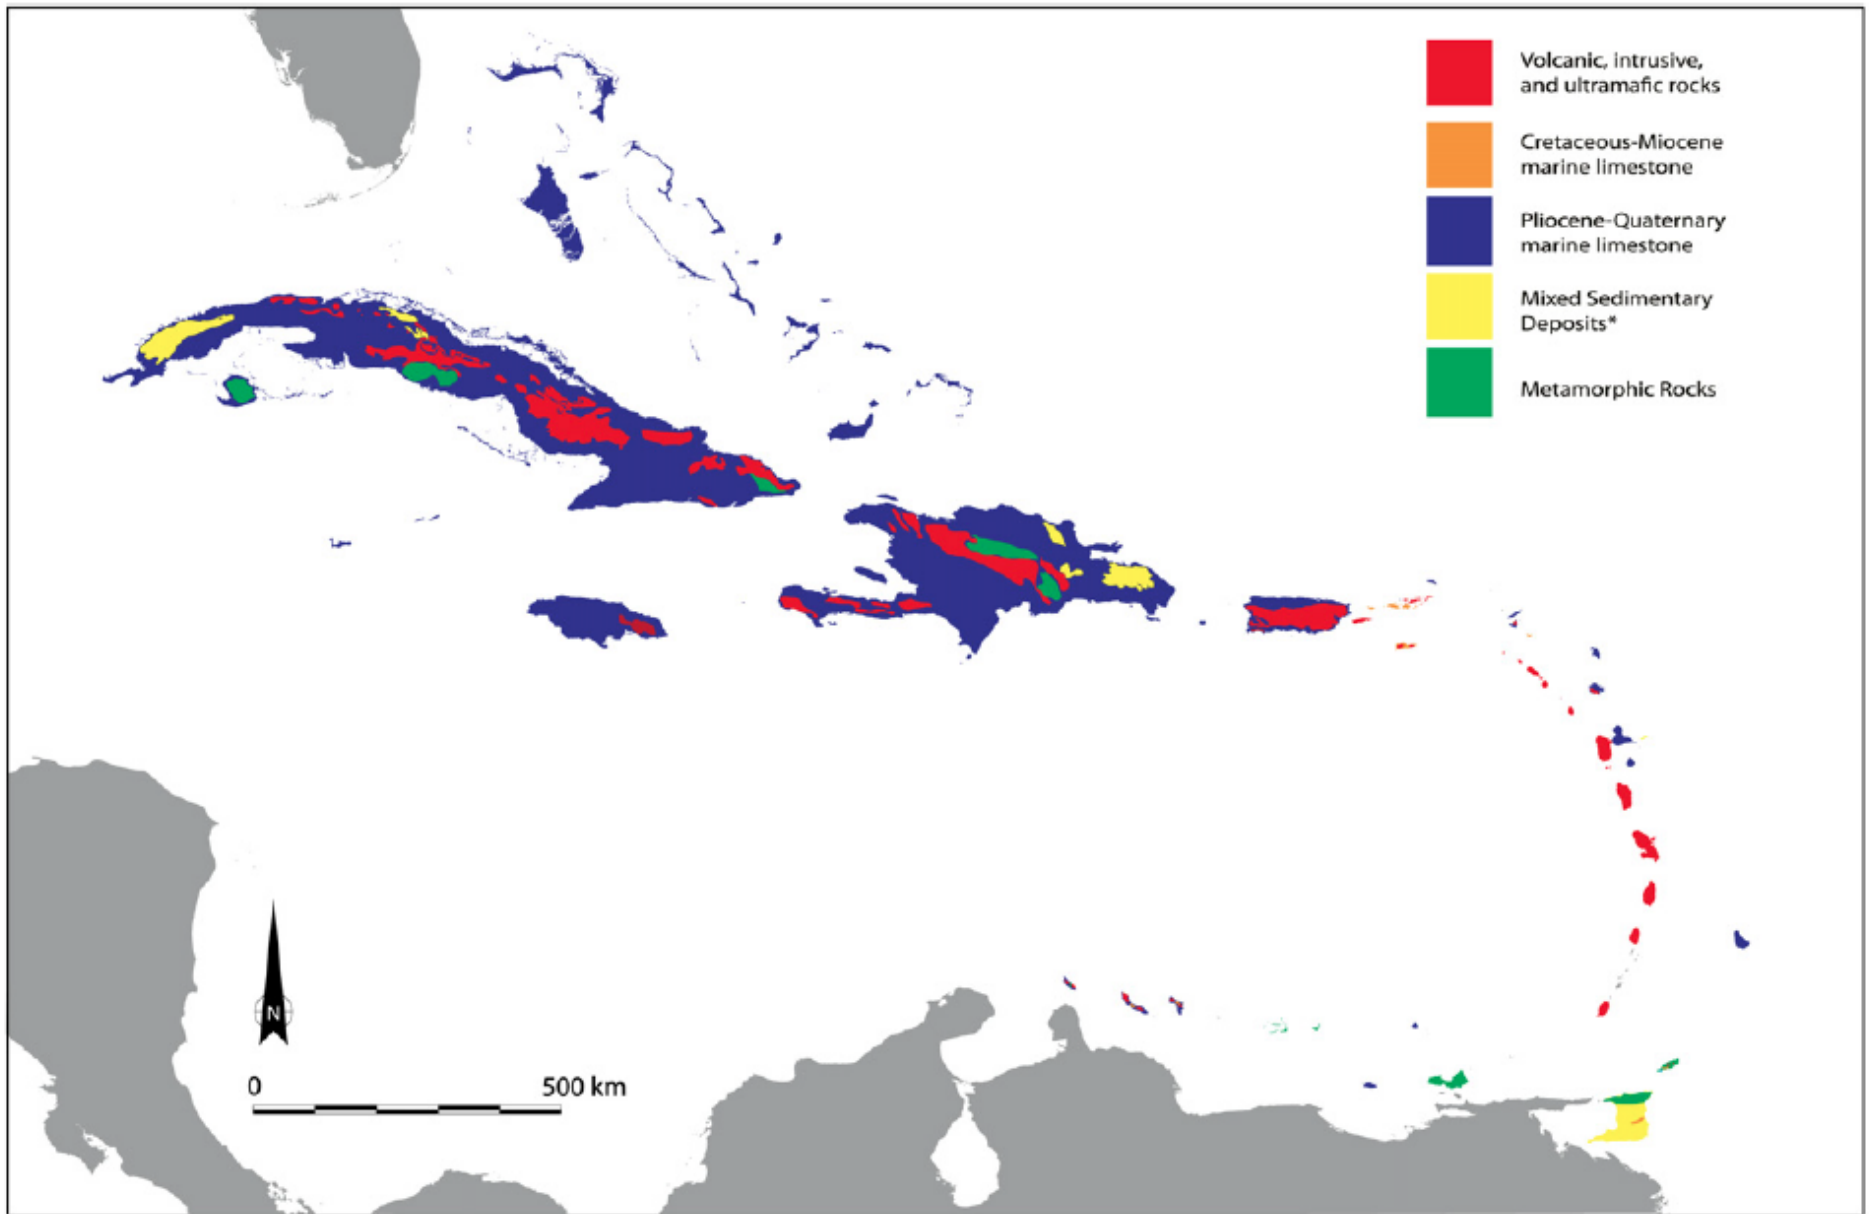 Volcanic, intrusive,
and ultramafic rocks
Cretaceous-Miocene
marine limestone
Pliocene-Quaternary
marine limestone
Mixed Sedimentary
Deposits*
Metamorphic Rocks
N
0 500 km